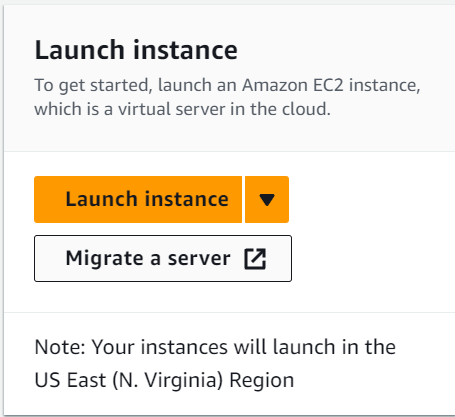 Launch instance
To get started, launch an Amazon EC2 instance,
which is a virtual server in the cloud.
Launch instance
Migrate a server
Note: Your instances will launch in the
US East (N. Virginia) Region